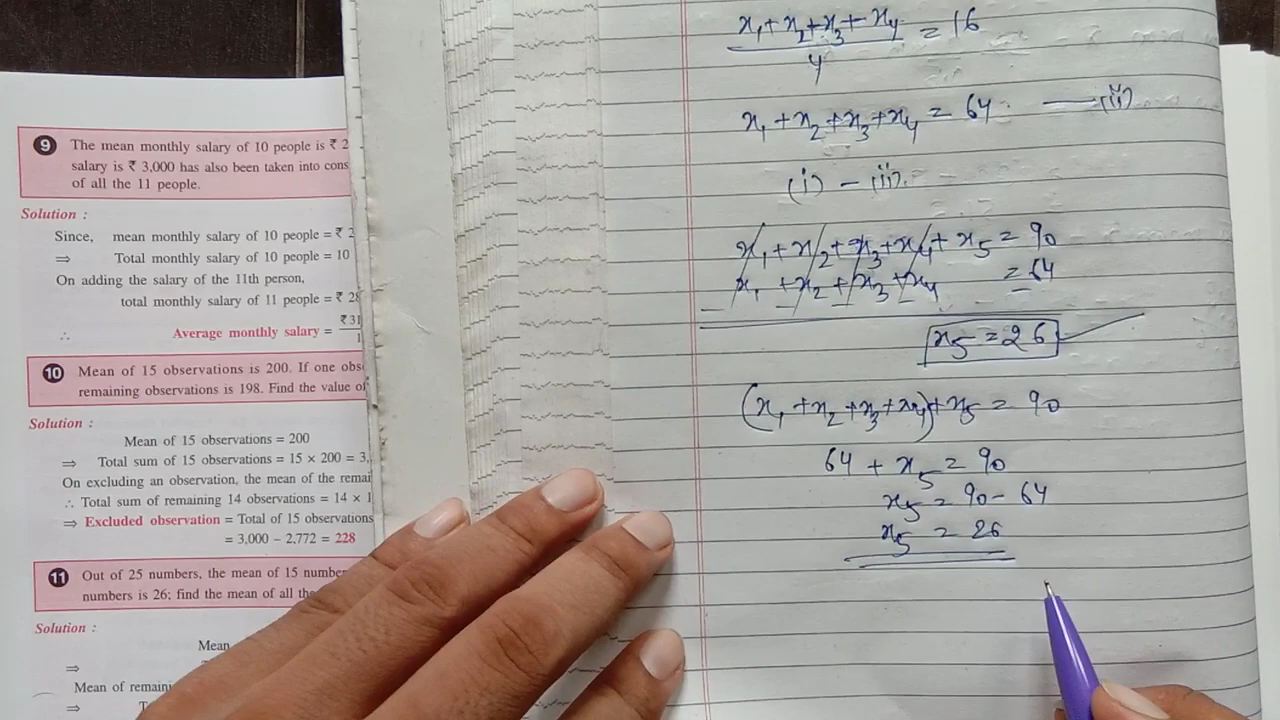 9 The mean monthly salary of 10 people is ₹ 2
salary is ₹ 3,000 has also been taken into cons
of all the 11 people.
Solution :
Since, mean monthly salary of 10 people = ₹ 2
⇒ Total monthly salary of 10 people = 10
On adding the salary of the 11th person,
total monthly salary of 11 people = ₹ 28
₹ 31
∴ Average monthly salary =
1
10 Mean of 15 observations is 200. If one obs
remaining observations is 198. Find the value of
Solution :
Mean of 15 observations = 200
⇒ Total sum of 15 observations = 15 × 200 = 3,
On excluding an observation, the mean of the remai
∴ Total sum of remaining 14 observations = 14 × 1
⇒ Excluded observation = Total of 15 observations
= 3,000 − 2,772 = 228
11 Out of 25 numbers, the mean of 15 number
numbers is 26; find the mean of all the
Solution :
Mean
⇒
Mean of remaini
⇒ T
x₁ + x₂ + x₃ + x₄ = 16
4
x₁ + x₂ + x₃ + x₄ = 64 —(ii)
(i) − (ii)
x₁ + x₂ + x₃ + x₄ + x₅ = 90
x₁ + x₂ + x₃ + x₄ = 64
− − − − −
x₅ = 26
(x₁ + x₂ + x₃ + x₄) + x₅ = 90
64 + x₅ = 90
x₅ = 90 − 64
x₅ = 26